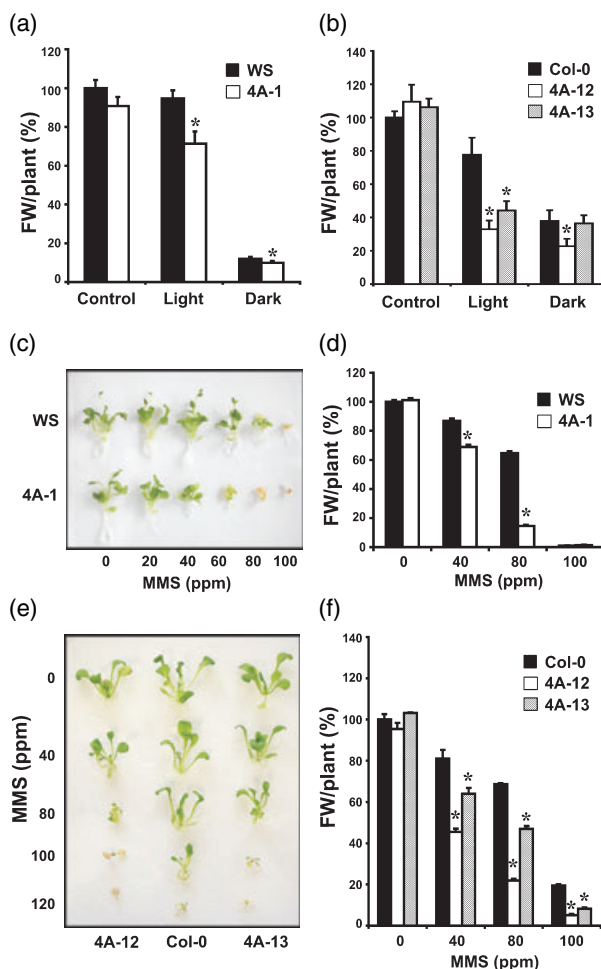 (a)
FW/plant (%)
120
100
80
60
40
20
0
WS
4A-1
*
*
Control Light Dark
(b)
FW/plant (%)
140
120
100
80
60
40
20
0
Col-0
4A-12
4A-13
* *
*
Control Light Dark
(c)
WS
4A-1
0 20 40 60 80 100
MMS (ppm)
(d)
FW/plant (%)
120
100
80
60
40
20
0
WS
4A-1
*
*
0 40 80 100
MMS (ppm)
(e)
MMS (ppm)
0
40
80
100
120
4A-12 Col-0 4A-13
(f)
FW/plant (%)
140
120
100
80
60
40
20
0
Col-0
4A-12
4A-13
* *
* *
* *
0 40 80 100
MMS (ppm)